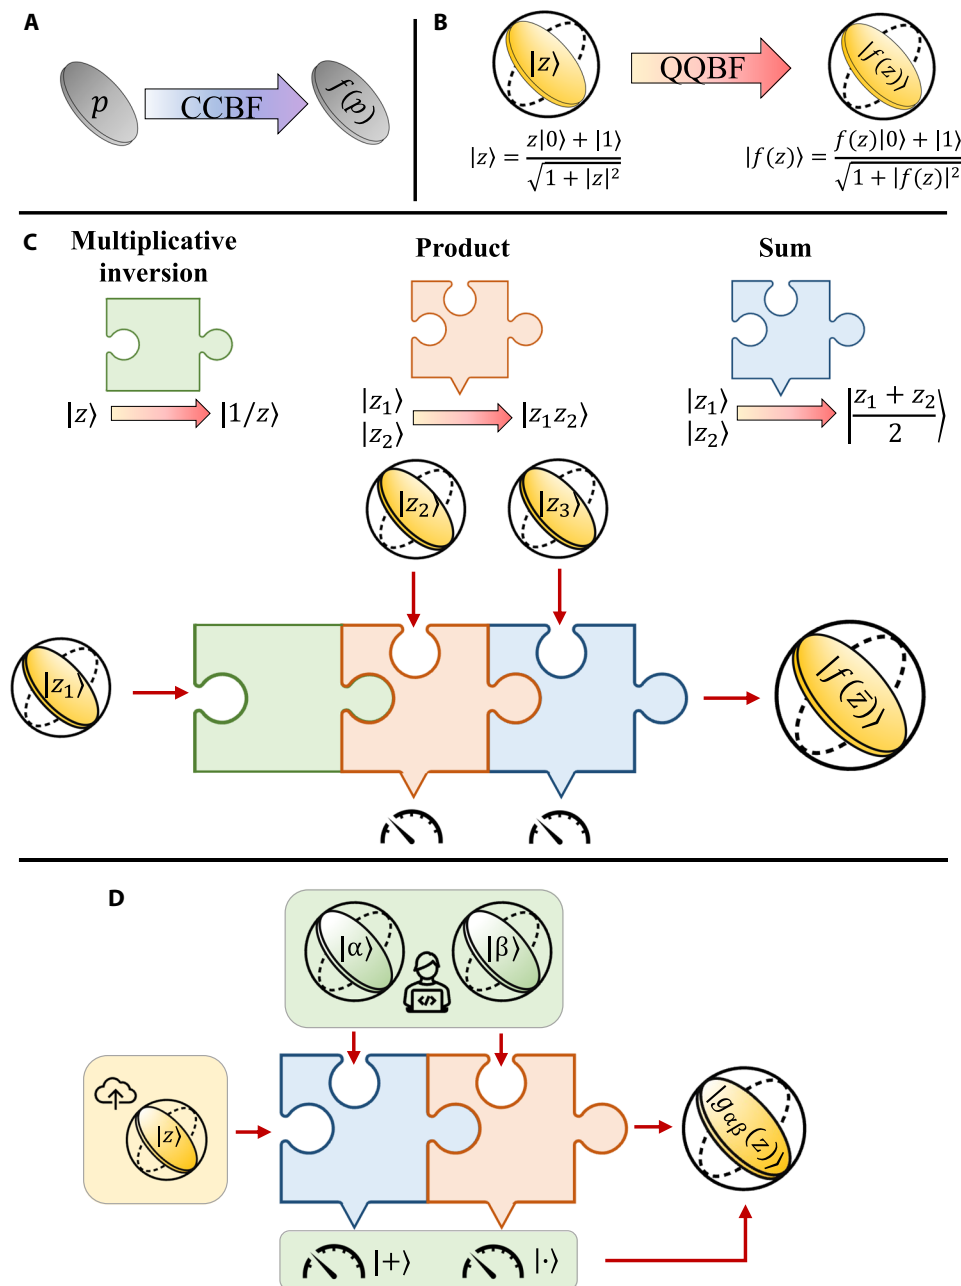 A
p
CCBF
f(p)
B
|z⟩
QQBF
|f(z)⟩
|z⟩ = z|0⟩ + |1⟩ / √1 + |z|²
|f(z)⟩ = f(z)|0⟩ + |1⟩ / √1 + |f(z)|²
C
Multiplicative
inversion
Product
Sum
|z⟩ |1/z⟩
|z₁⟩
|z₂⟩
|z₁z₂⟩
|z₁⟩
|z₂⟩
|z₁ + z₂ / 2⟩
|z₂⟩
|z₃⟩
|z₁⟩
|f(z̄)⟩
D
|α⟩
|β⟩
</>
|z⟩
|gαβ(z)⟩
|+⟩
|·⟩